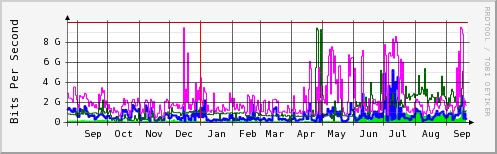 Bits Per Second
8 G
6 G
4 G
2 G
0
Sep Oct Nov Dec Jan Feb Mar Apr May Jun Jul Aug Sep
RRDTOOL / TOBI OETIKER